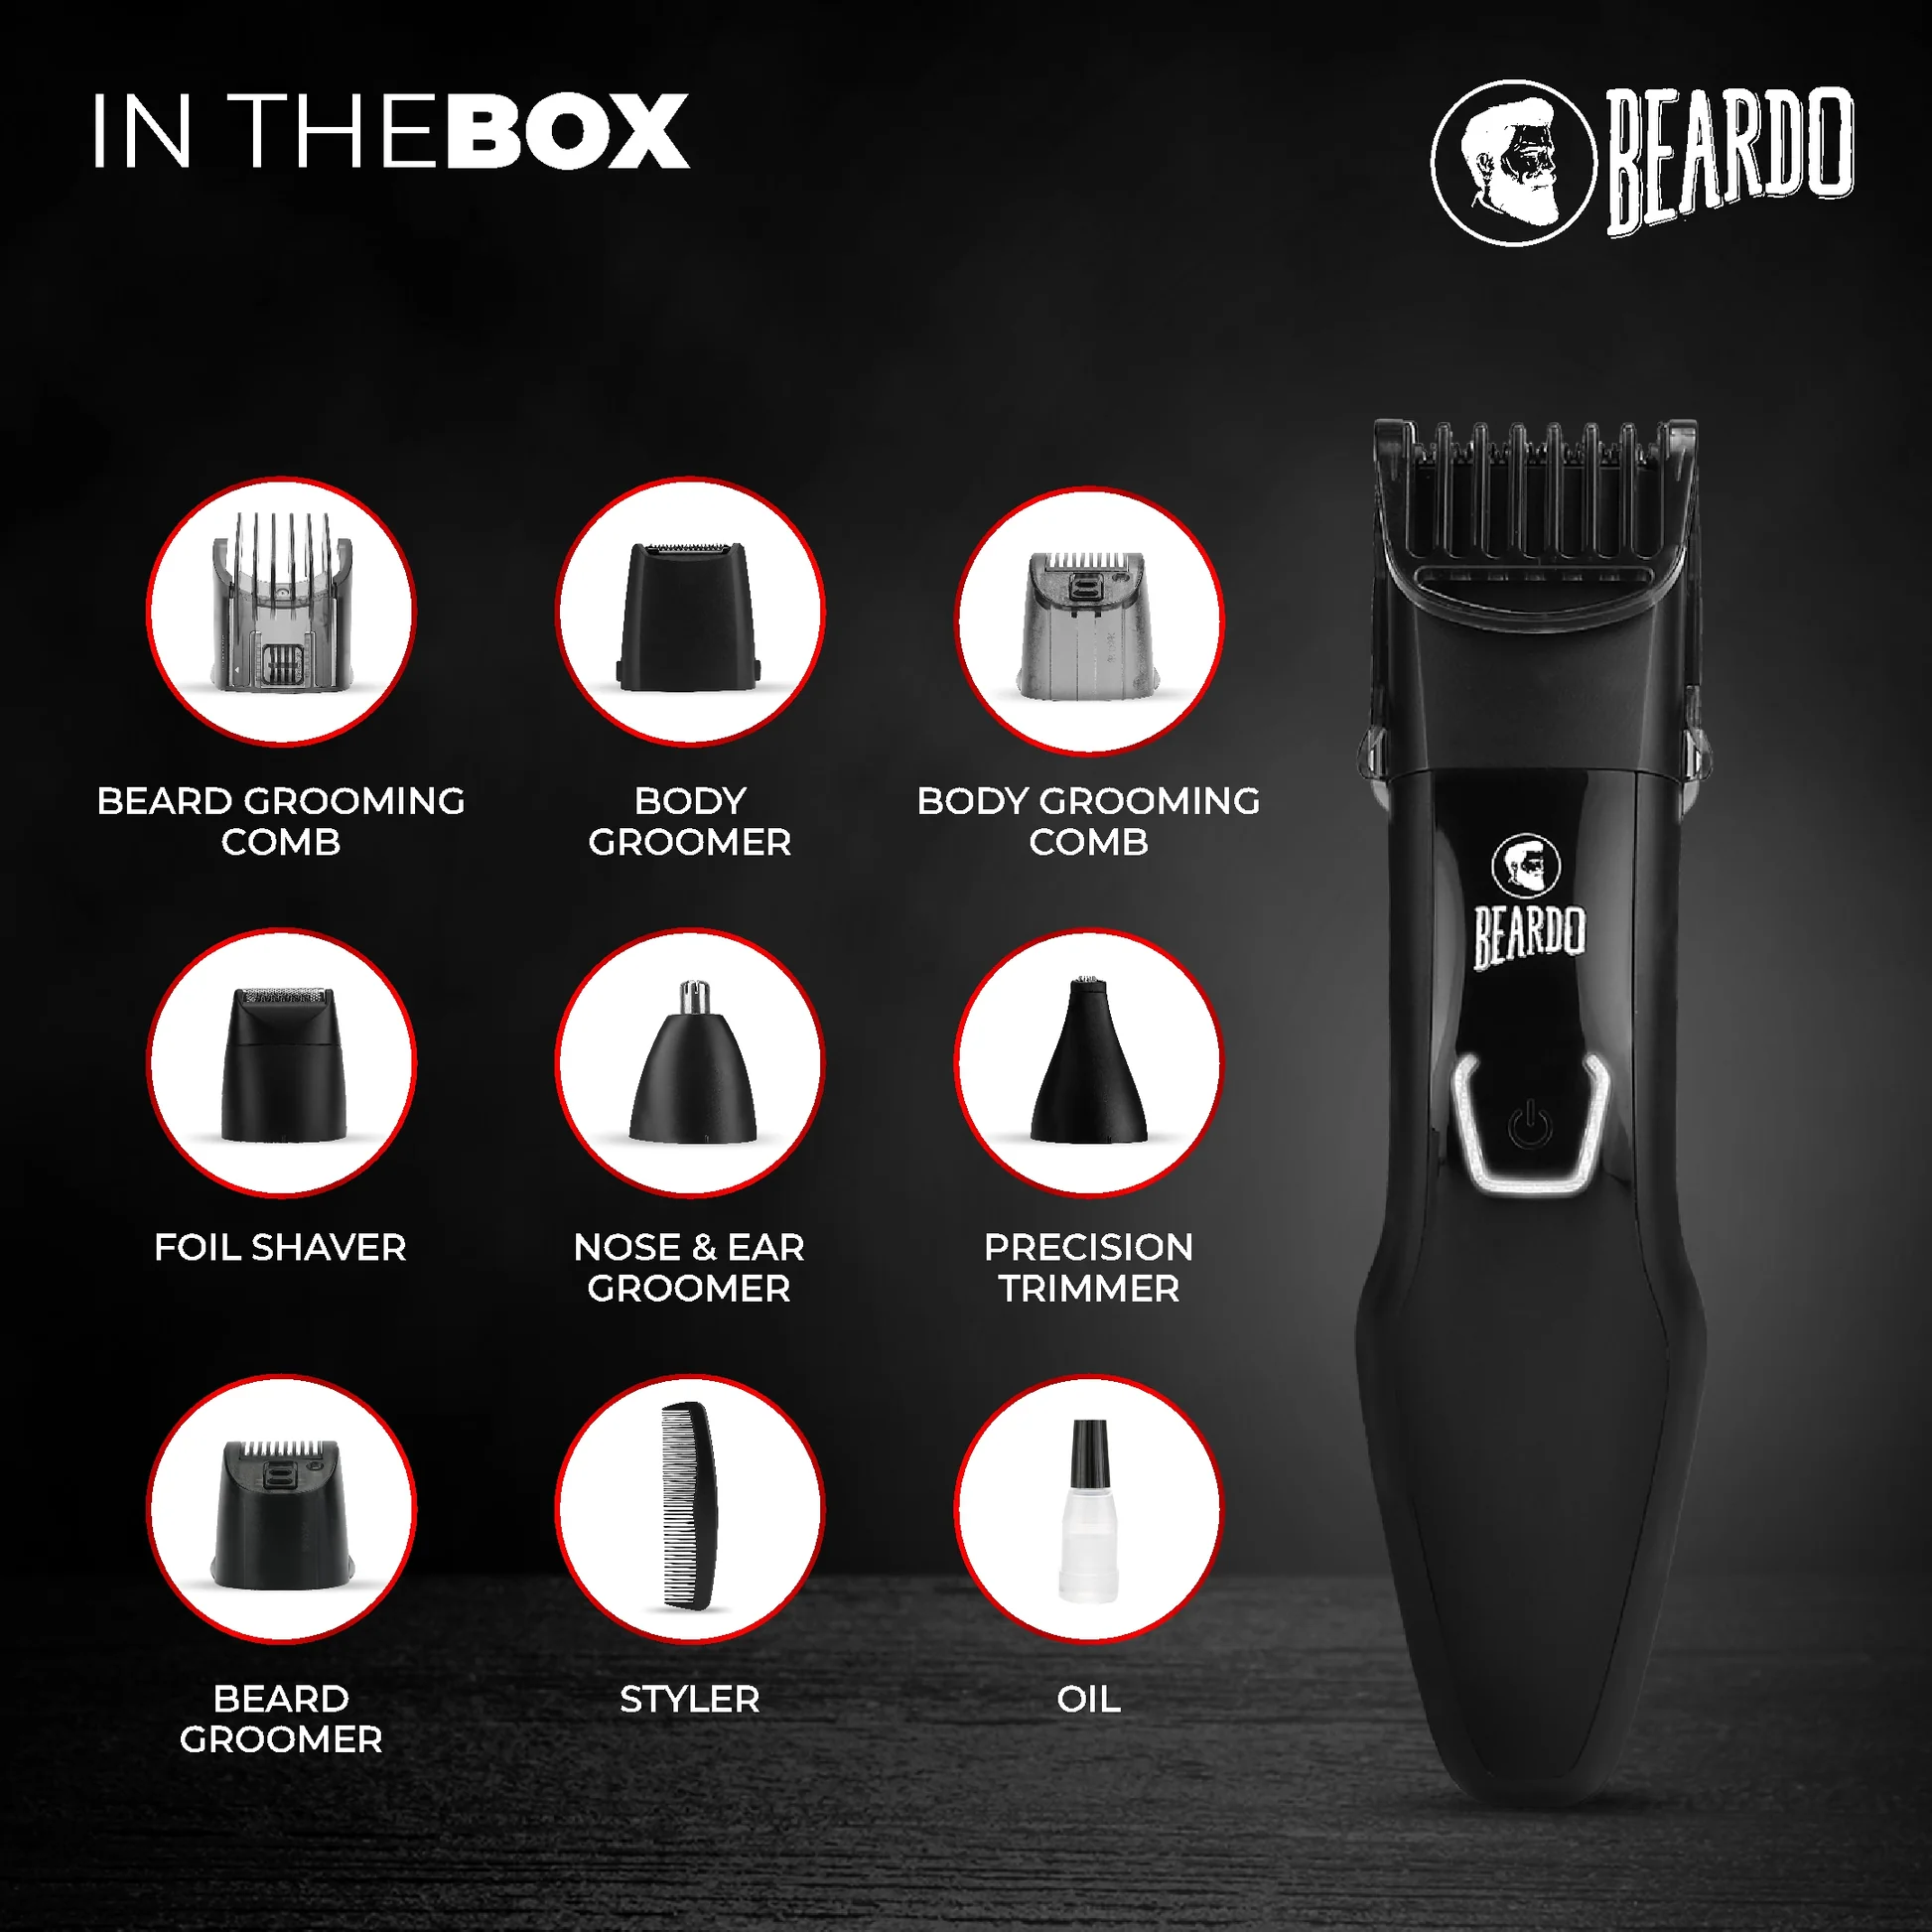 IN THE BOX
BEARDO
BEARD GROOMING
COMB
BODY
GROOMER
BODY GROOMING
COMB
BEARDO
FOIL SHAVER
NOSE & EAR
GROOMER
PRECISION
TRIMMER
BEARD
GROOMER
STYLER
OIL